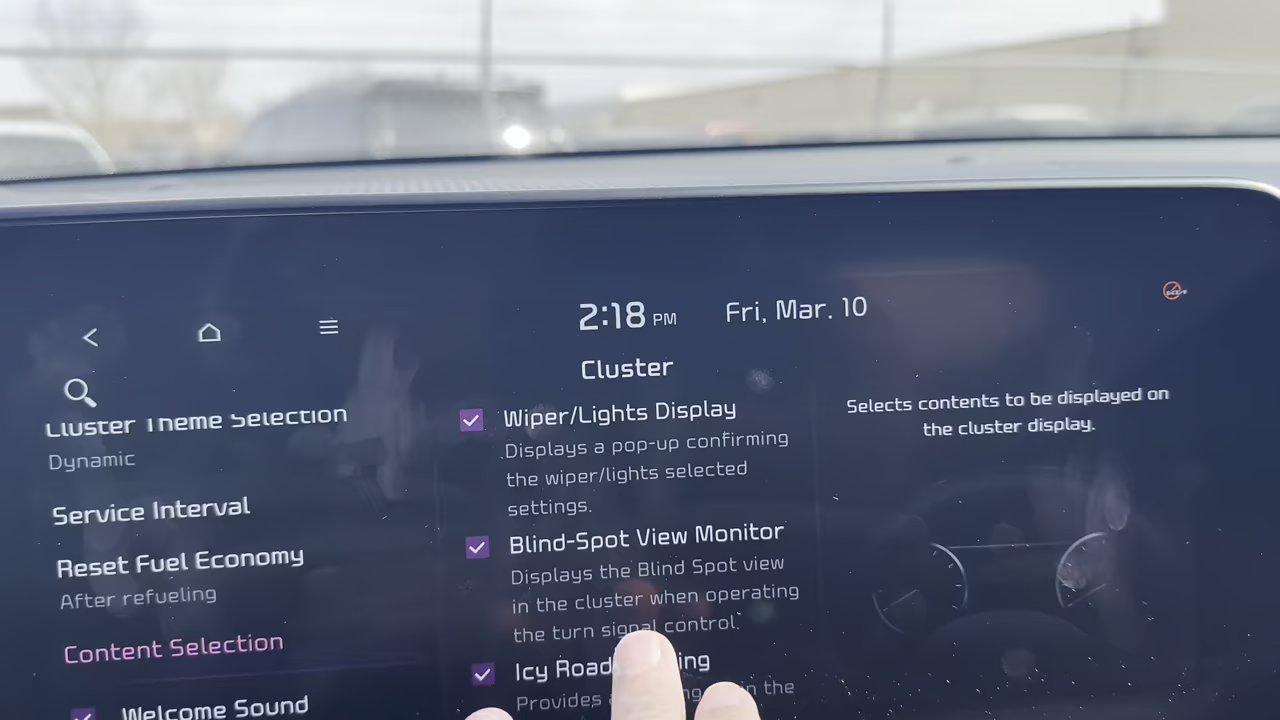 2:18 PM
Fri, Mar. 10
Cluster
Cluster Theme Selection
Dynamic
Service Interval
Reset Fuel Economy
After refueling
Content Selection
Welcome Sound
Wiper/Lights Display
Displays a pop-up confirming
the wiper/lights selected
settings.
Blind-Spot View Monitor
Displays the Blind Spot view
in the cluster when operating
the turn signal control.
Icy Road
Provides in the
Selects contents to be displayed on
the cluster display.